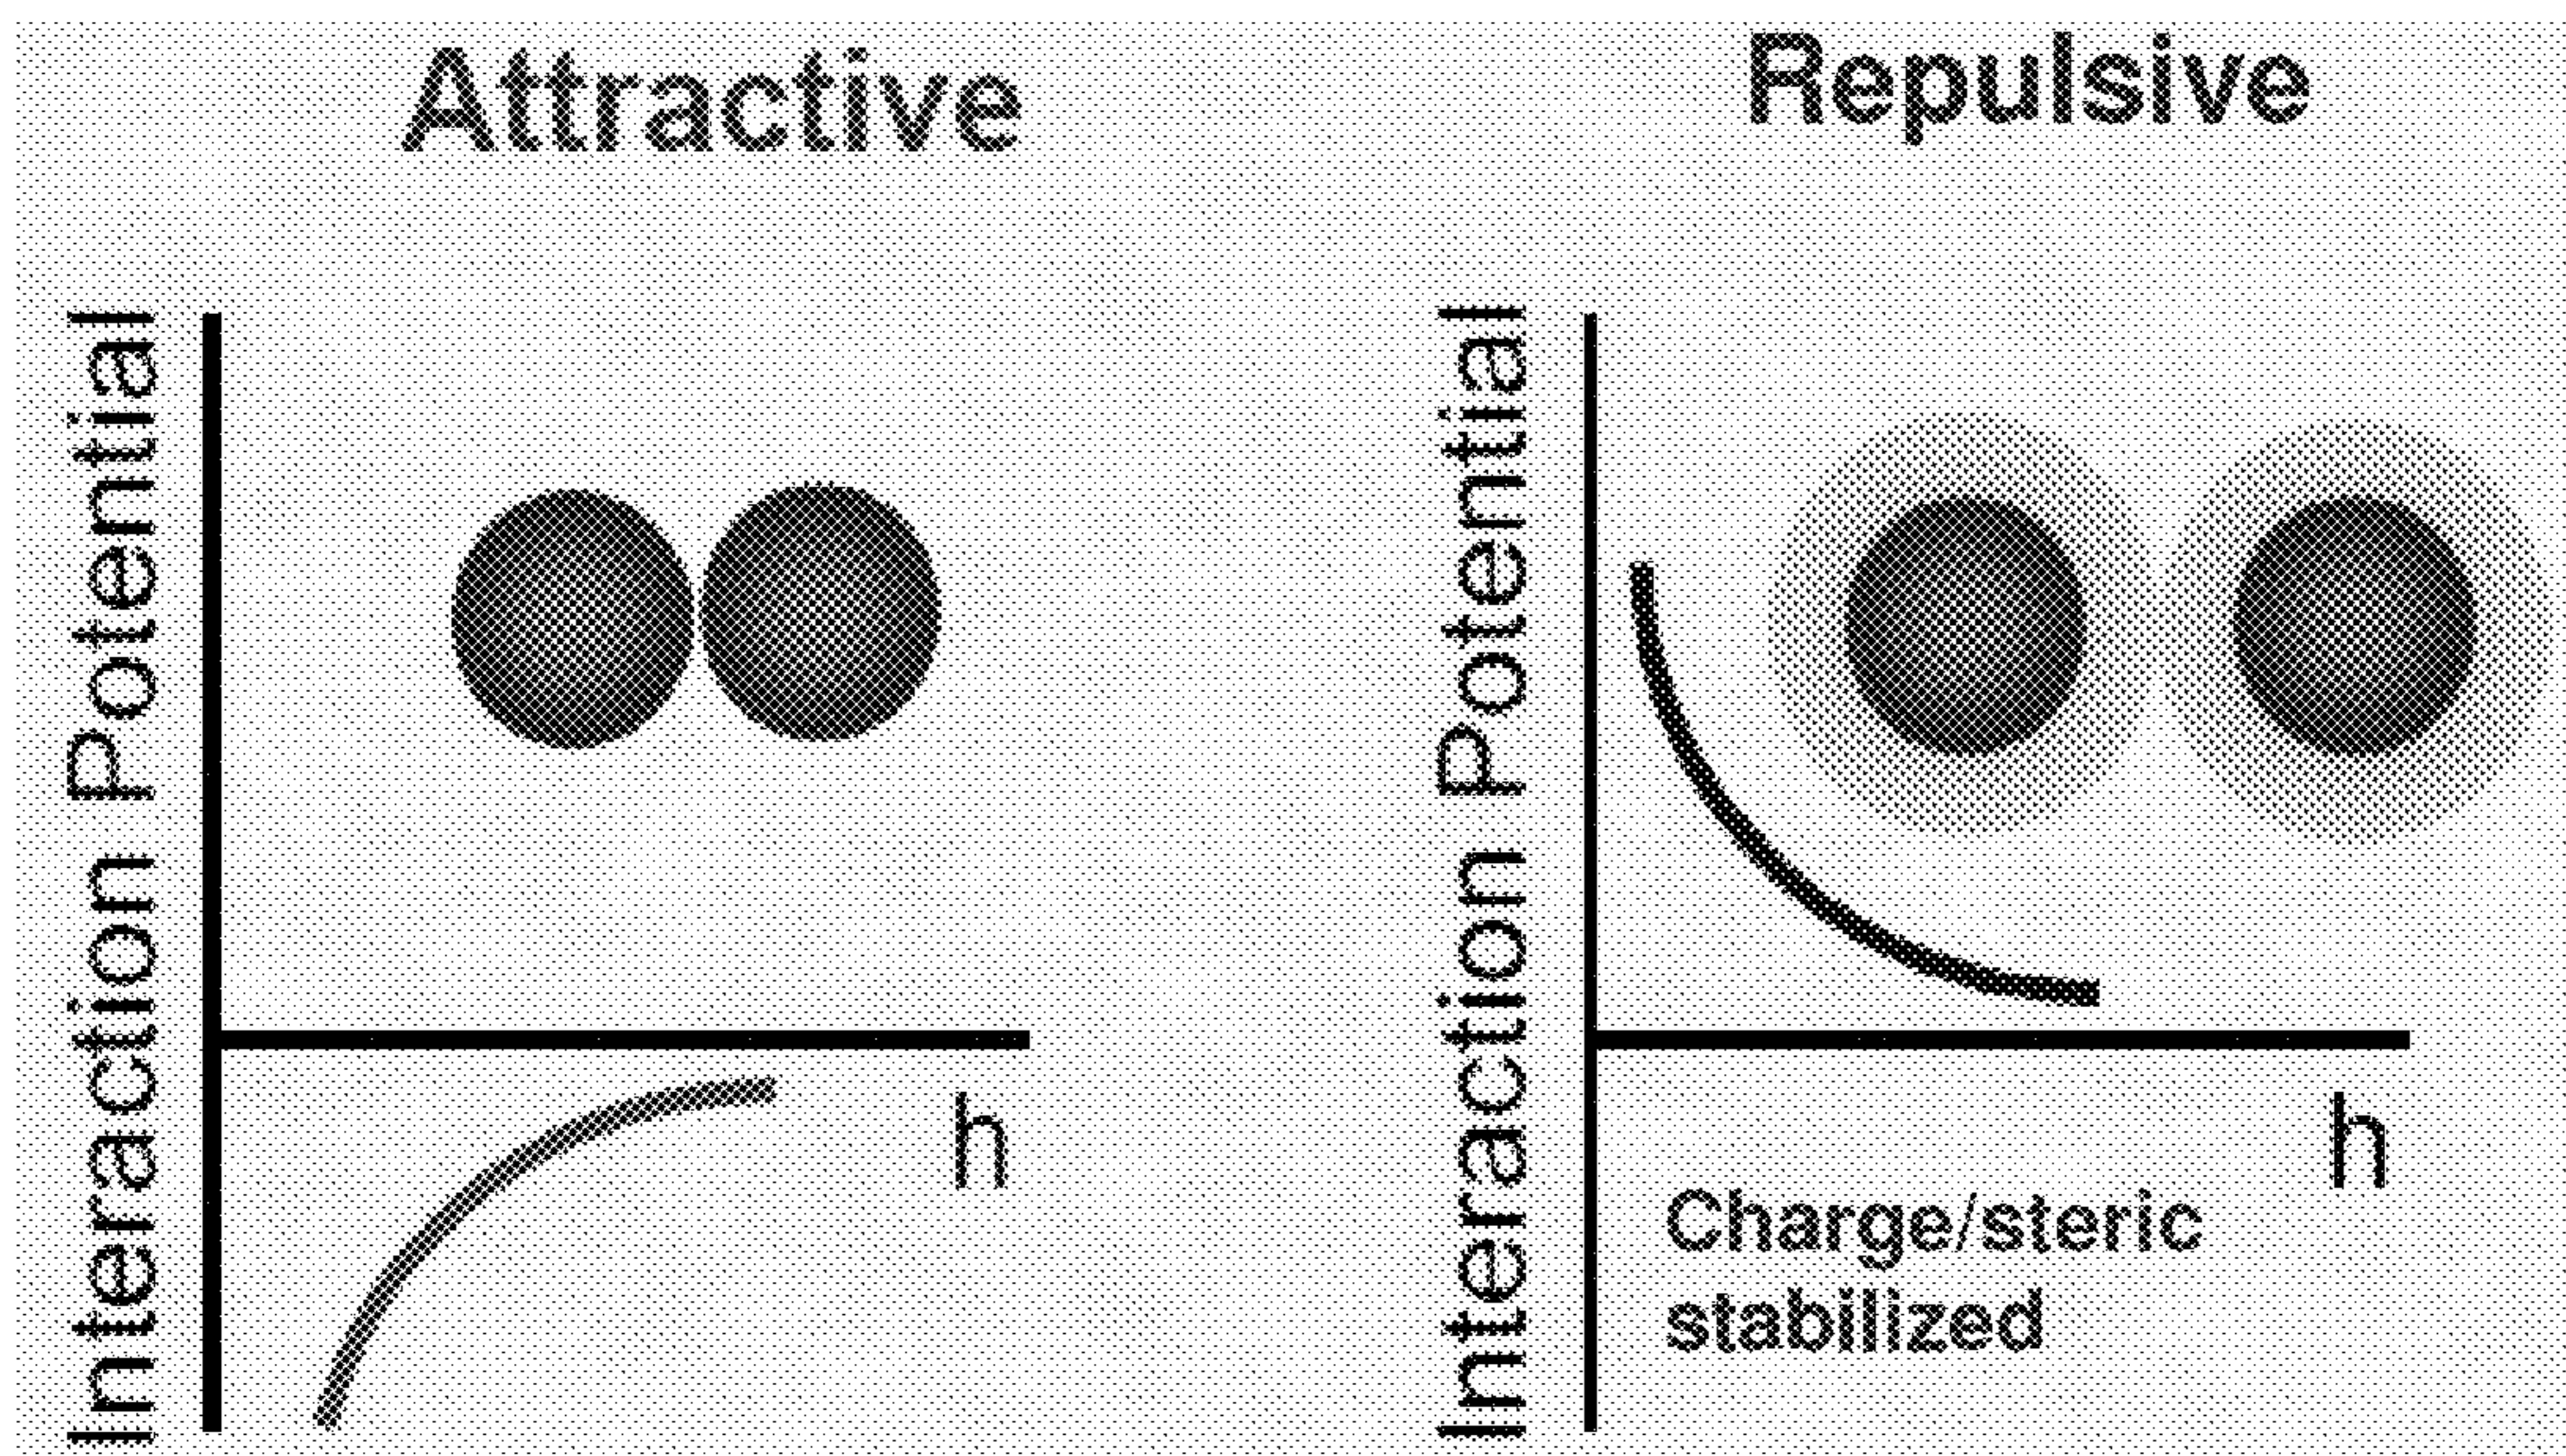 Attractive
Interaction Potential
h
Repulsive
Interaction Potential
h
Charge/steric
stabilized